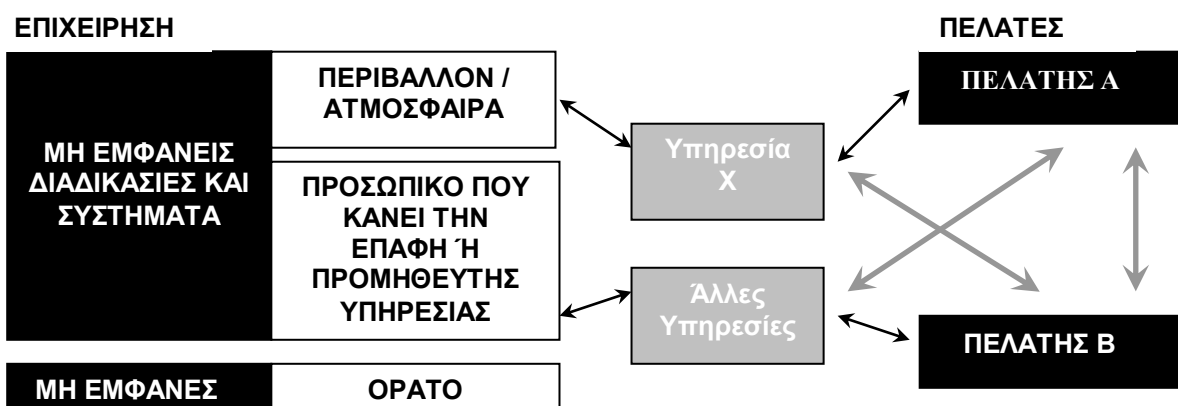 ΕΠΙΧΕΙΡΗΣΗ
ΠΕΛΑΤΕΣ
ΜΗ ΕΜΦΑΝΕΙΣ
ΔΙΑΔΙΚΑΣΙΕΣ ΚΑΙ
ΣΥΣΤΗΜΑΤΑ
ΠΕΡΙΒΑΛΛΟΝ /
ΑΤΜΟΣΦΑΙΡΑ
ΠΡΟΣΩΠΙΚΟ ΠΟΥ
ΚΑΝΕΙ ΤΗΝ
ΕΠΑΦΗ Ή
ΠΡΟΜΗΘΕΥΤΗΣ
ΥΠΗΡΕΣΙΑΣ
Υπηρεσία
Χ
Άλλες
Υπηρεσίες
ΠΕΛΑΤΗΣ Α
ΠΕΛΑΤΗΣ Β
ΜΗ ΕΜΦΑΝΕΣ
ΟΡΑΤΟ